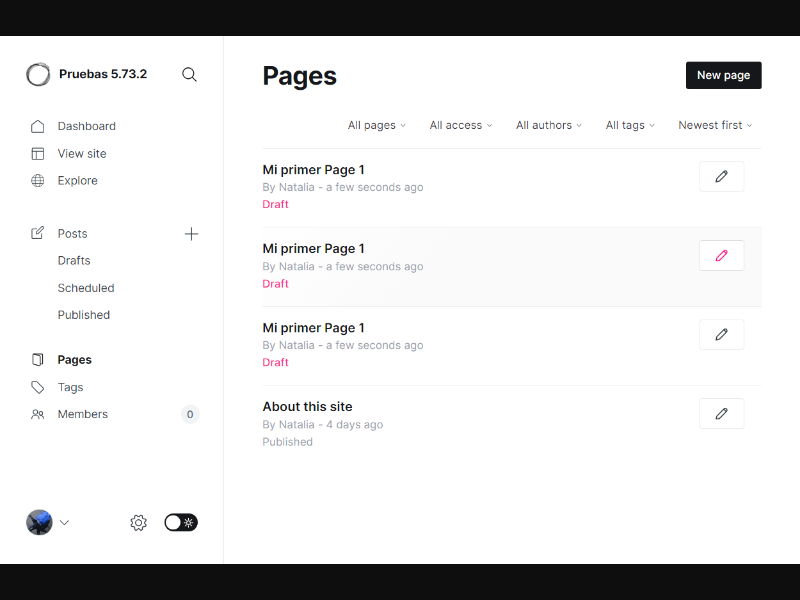 Pruebas 5.73.2
Dashboard
View site
Explore
Posts
Drafts
Scheduled
Published
Pages
Tags
Members 0
Pages
New page
All pages All access All authors All tags Newest first
Mi primer Page 1
By Natalia - a few seconds ago
Draft
Mi primer Page 1
By Natalia - a few seconds ago
Draft
Mi primer Page 1
By Natalia - a few seconds ago
Draft
About this site
By Natalia - 4 days ago
Published